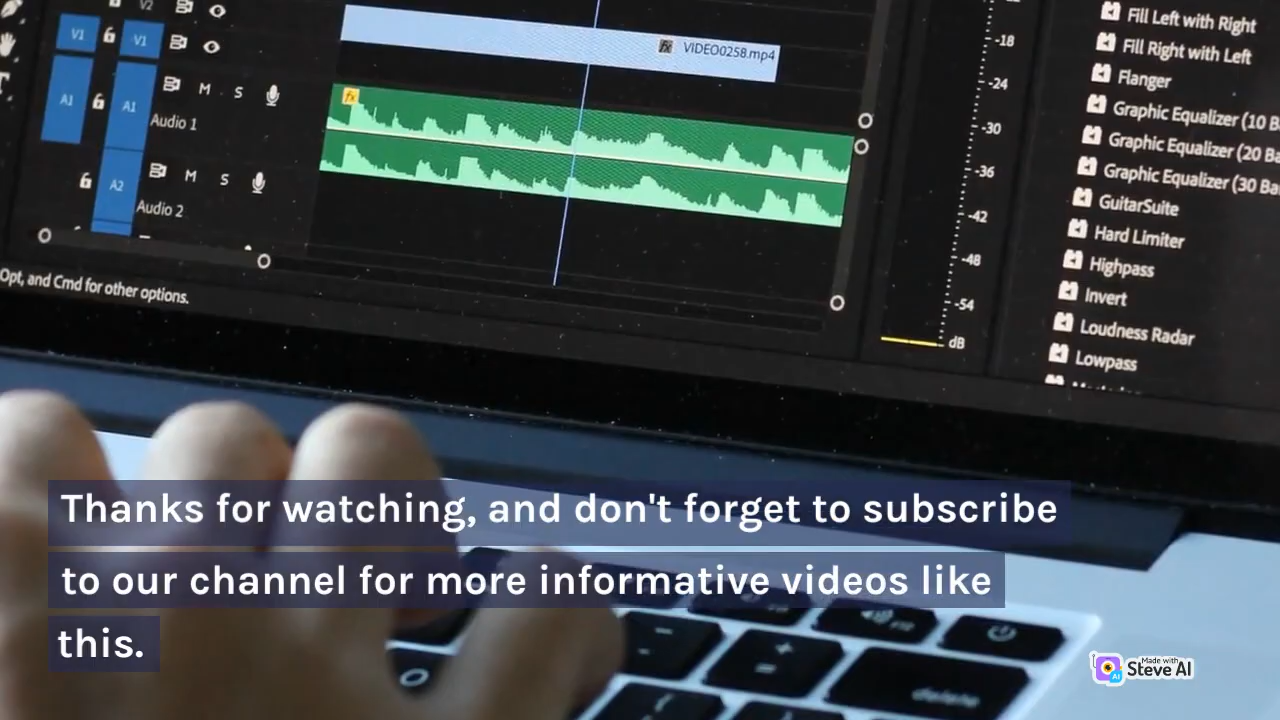 V2
V1
V1
VIDEO0258.mp4
fx
A1
A1
M
S
Audio 1
A2
M
S
Audio 2
Opt, and Cmd for other options.
-18
-24
-30
-36
-42
-48
-54
dB
Fill Left with Right
Fill Right with Left
Flanger
Graphic Equalizer (10 B
Graphic Equalizer (20 Ba
Graphic Equalizer (30 Ba
GuitarSuite
Hard Limiter
Highpass
Invert
Loudness Radar
Lowpass
Thanks for watching, and don't forget to subscribe
to our channel for more informative videos like
this.
delete
Made with
Steve AI